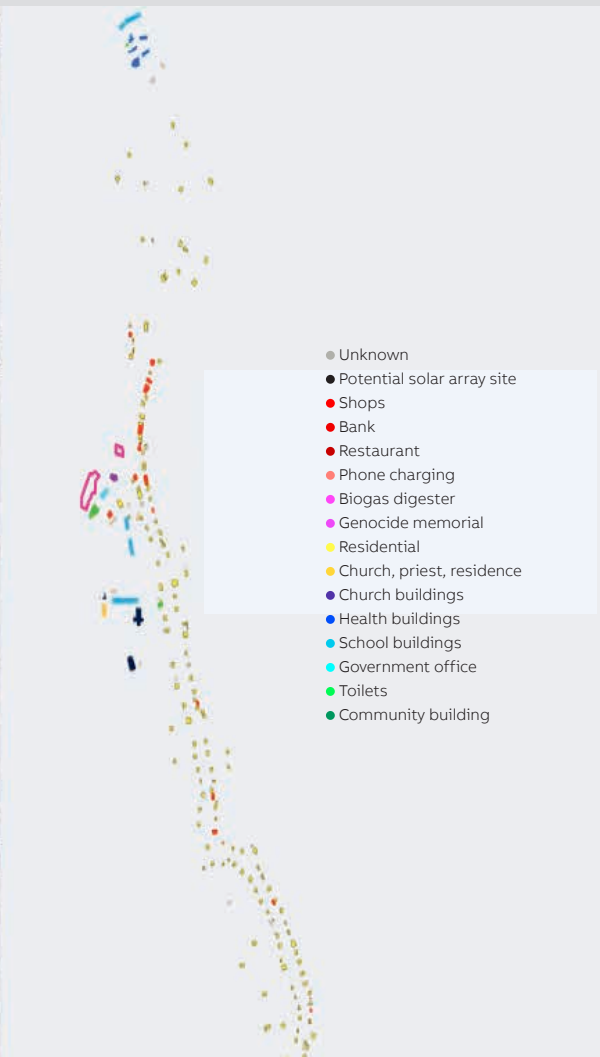 Unknown
Potential solar array site
Shops
Bank
Restaurant
Phone charging
Biogas digester
Genocide memorial
Residential
Church, priest, residence
Church buildings
Health buildings
School buildings
Government office
Toilets
Community building